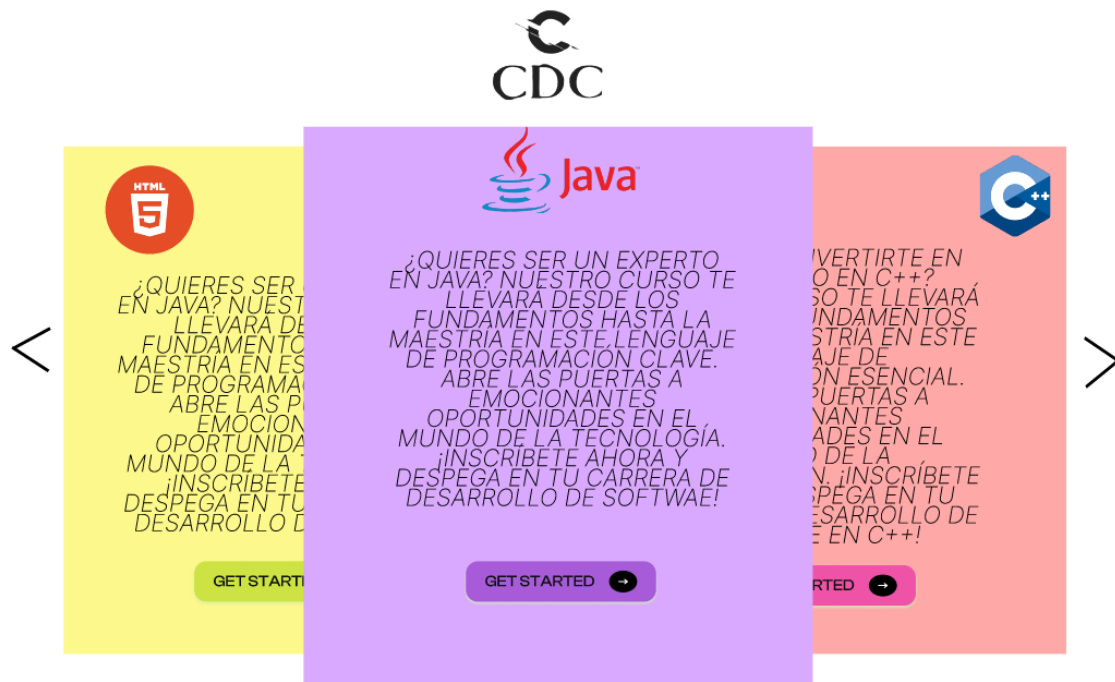 CDC
HTML
5
¿QUIERES SER
EN JAVA? NUEST
LLEVARÁ DE
FUNDAMENTO
MAESTRÍA EN ES
DE PROGRAMA
ABRE LAS P
EMOCION
OPORTUNIDA
MUNDO DE LA
¡INSCRÍBETE
DESPEGA EN TU
DESARROLLO D
GET START
Java
¿QUIERES SER UN EXPERTO
EN JAVA? NUESTRO CURSO TE
LLEVARÁ DESDE LOS
FUNDAMENTOS HASTA LA
MAESTRÍA EN ESTE LENGUAJE
DE PROGRAMACIÓN CLAVE.
ABRE LAS PUERTAS A
EMOCIONANTES
OPORTUNIDADES EN EL
MUNDO DE LA TECNOLOGÍA.
¡INSCRÍBETE AHORA Y
DESPEGA EN TU CARRERA DE
DESARROLLO DE SOFTWAE!
GET STARTED
C++
NVERTIRTE EN
O EN C++?
SO TE LLEVARÁ
UNDAMENTOS
STRÍA EN ESTE
AJE DE
ÓN ESENCIAL.
PUERTAS A
NANTES
ADES EN EL
O DE LA
N. ¡INSCRÍBETE
SPEGA EN TU
ESARROLLO DE
E EN C++!
RTED